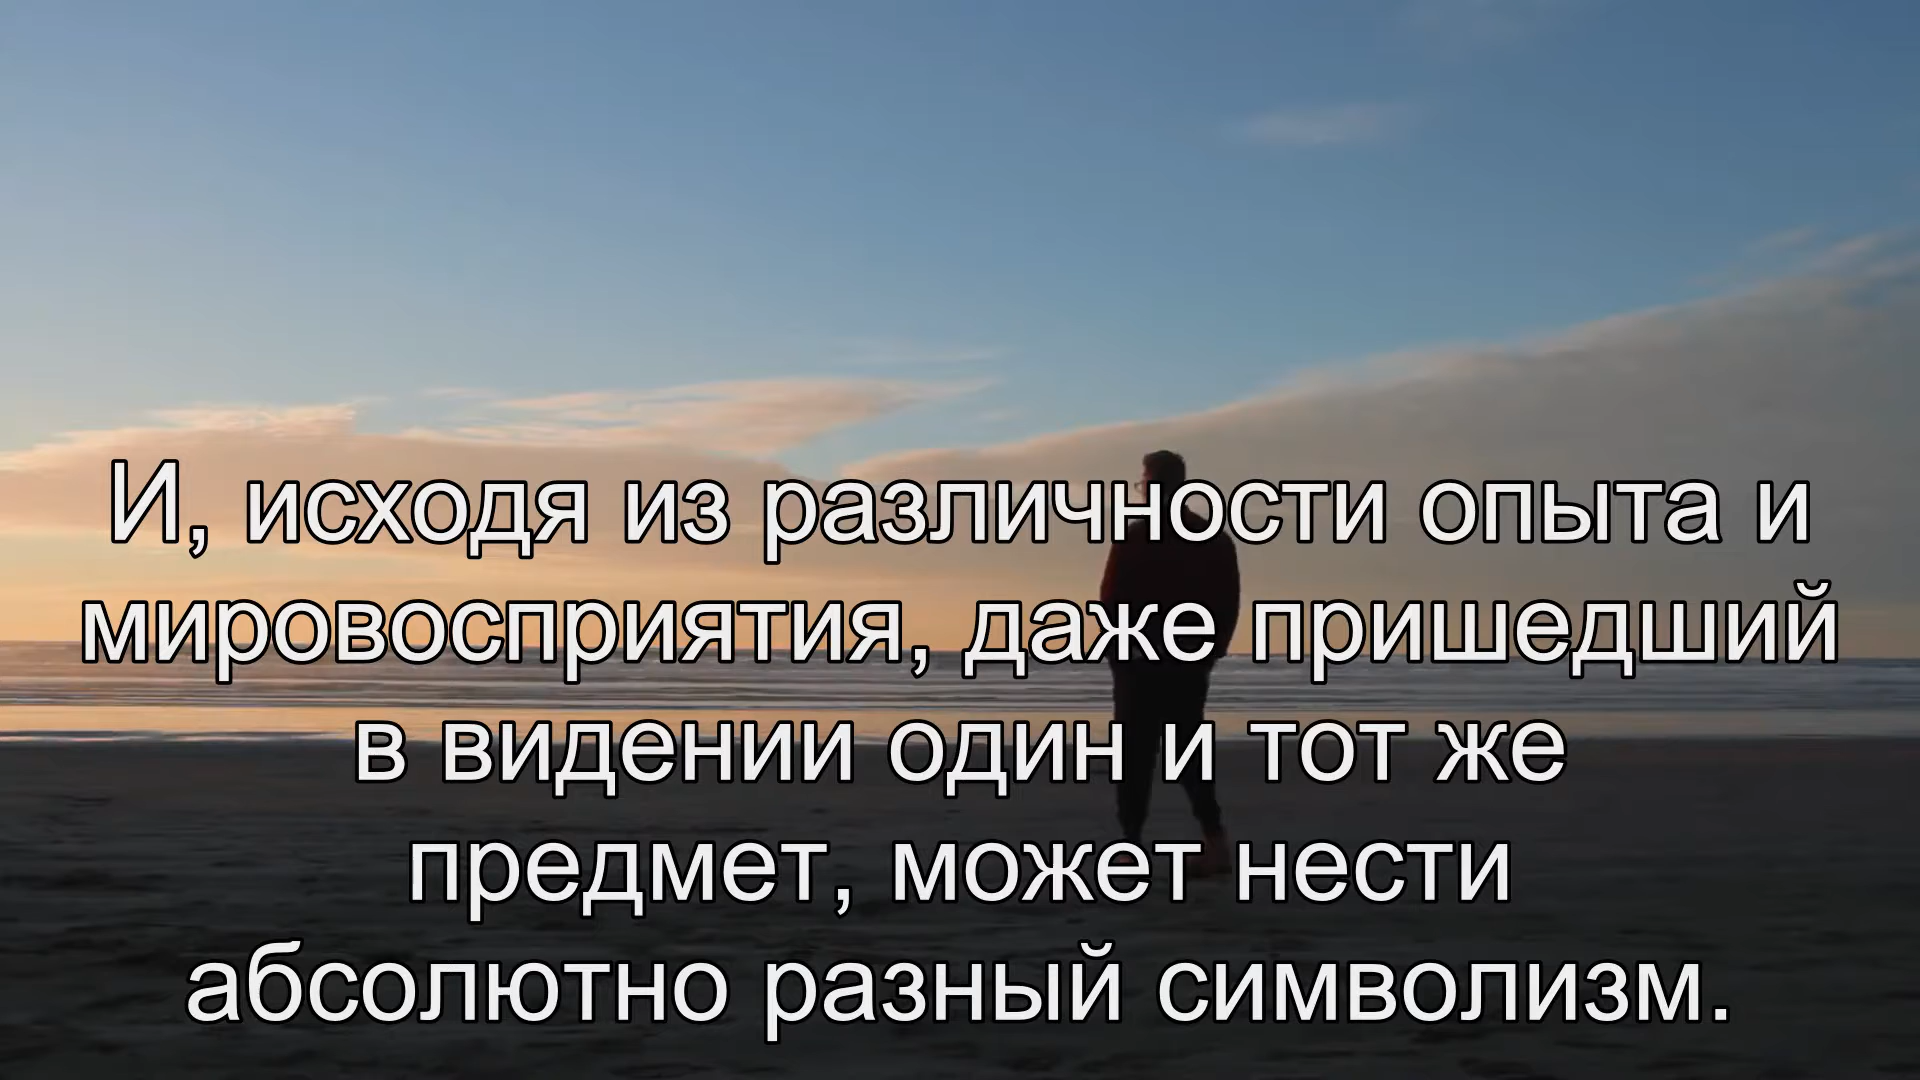 И, исходя из различности опыта и
мировосприятия, даже пришедший
в видении один и тот же
предмет, может нести
абсолютно разный символизм.